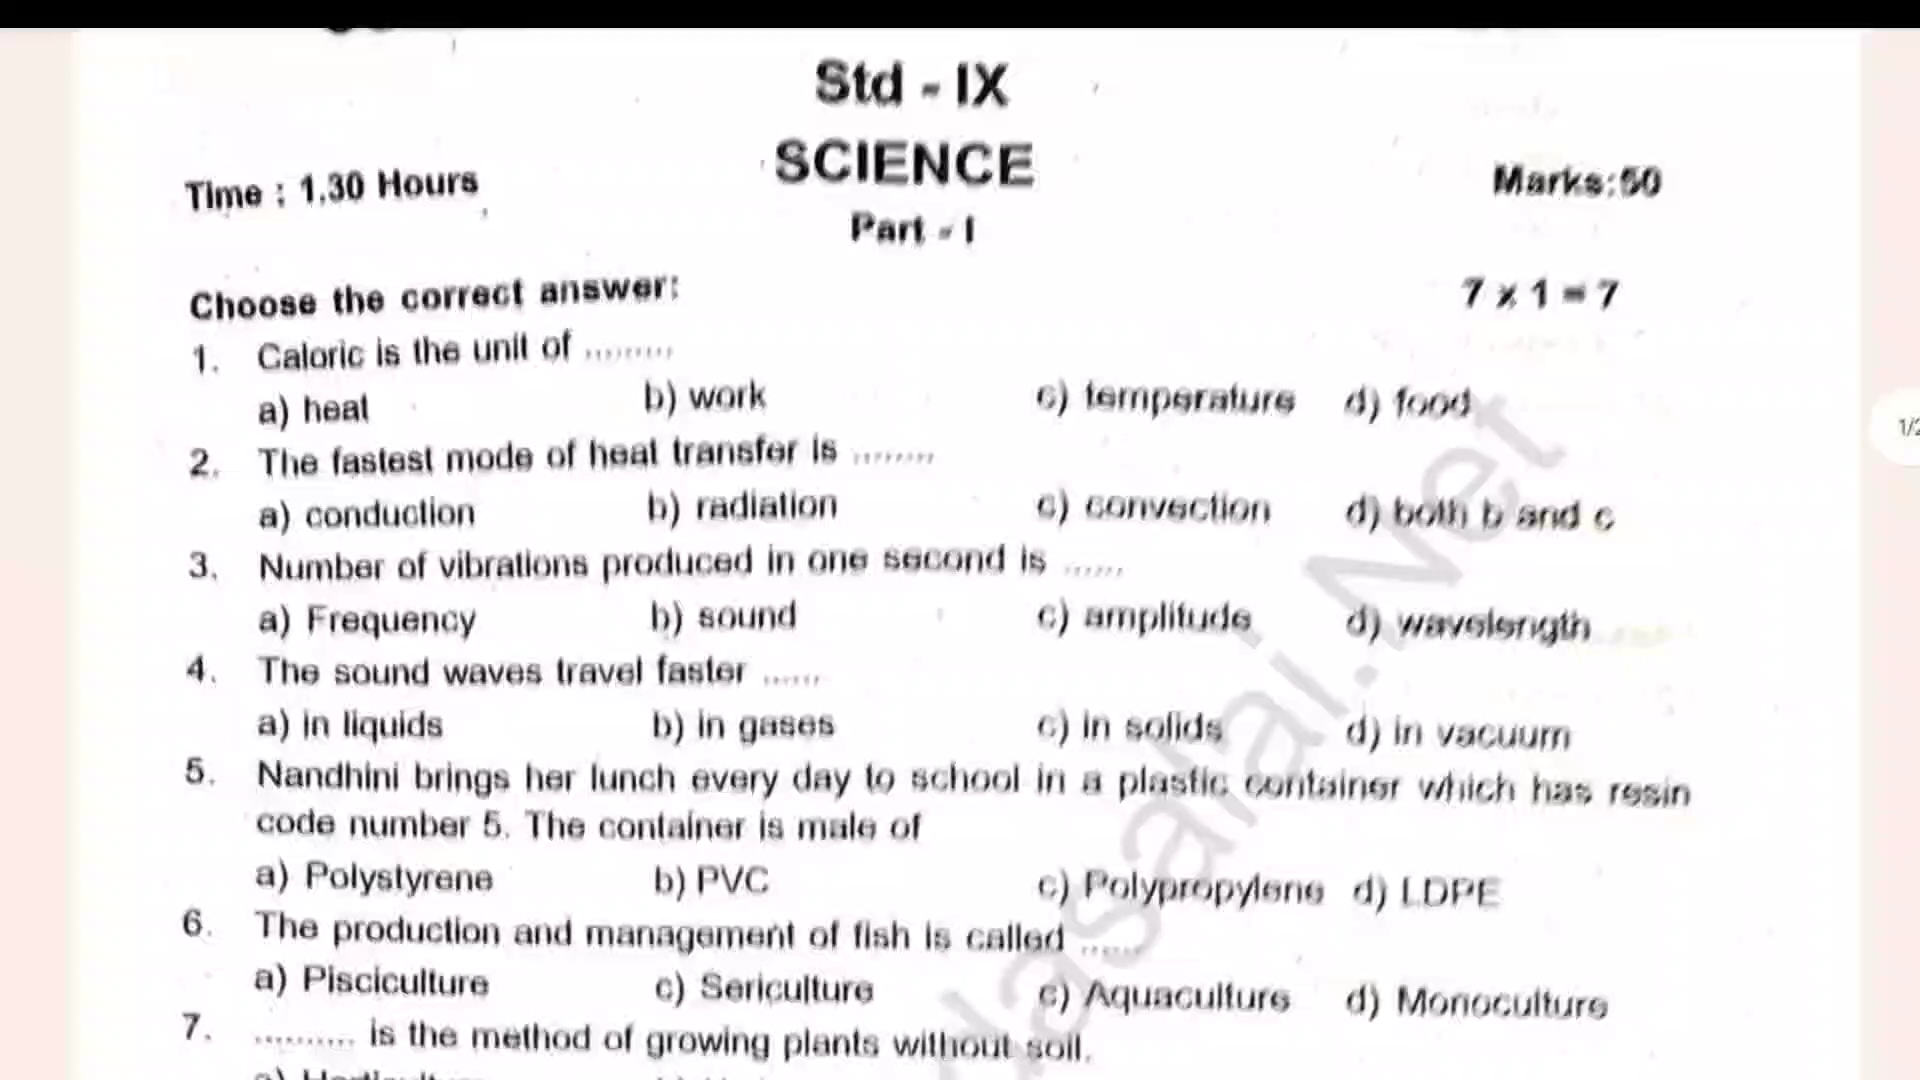 Std - IX
SCIENCE
Time : 1.30 Hours
Marks:50
Part - I
Choose the correct answer:
7 x 1 = 7
1. Caloric is the unit of .........
a) heat b) work c) temperature d) food
2. The fastest mode of heat transfer is ........
a) conduction b) radiation c) convection d) both b and c
3. Number of vibrations produced in one second is ......
a) Frequency b) sound c) amplitude d) wavelength
4. The sound waves travel faster ......
a) in liquids b) in gases c) in solids d) in vacuum
5. Nandhini brings her lunch every day to school in a plastic container which has resin
code number 5. The container is male of
a) Polystyrene b) PVC c) Polypropylene d) LDPE
6. The production and management of fish is called ......
a) Pisciculture c) Sericulture c) Aquaculture d) Monoculture
7. .......... is the method of growing plants without soil.